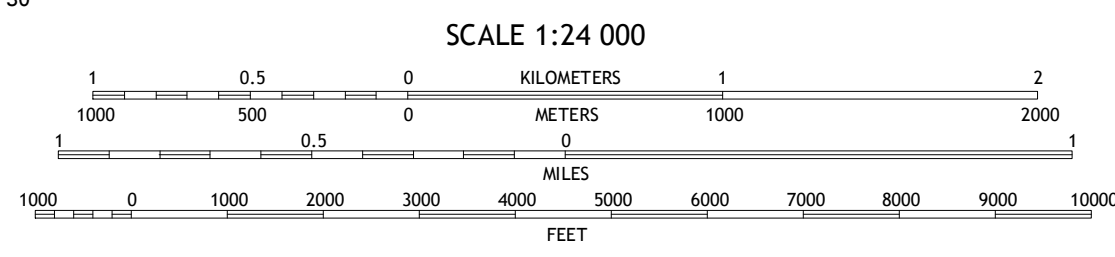 30
SCALE 1:24 000
1 0.5 0 KILOMETERS 1 2
1000 500 0 METERS 1000 2000
1 0.5 0 1
MILES
1000 0 1000 2000 3000 4000 5000 6000 7000 8000 9000 10000
FEET